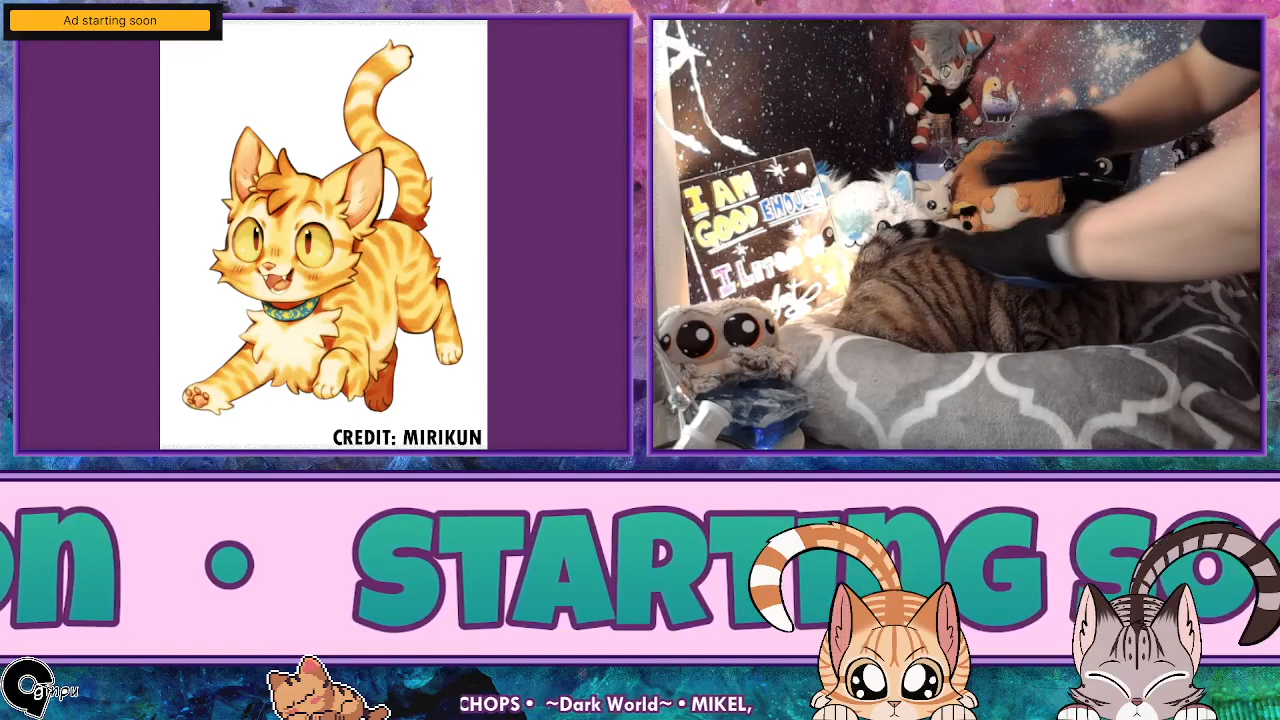 Ad starting soon
I AM
GOOD ENOUGH
CREDIT: MIRIKUN
ON • STARTING SO
CHOPS • ~Dark World~ • MIKEL,